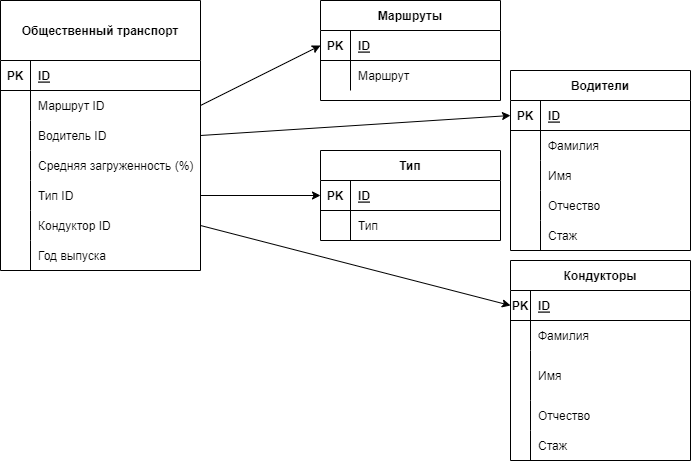 Общественный транспорт
PK ID
Маршрут ID
Водитель ID
Средняя загруженность (%)
Тип ID
Кондуктор ID
Год выпуска
Маршруты
PK ID
Маршрут
Водители
PK ID
Фамилия
Имя
Отчество
Стаж
Тип
PK ID
Тип
Кондукторы
PK ID
Фамилия
Имя
Отчество
Стаж